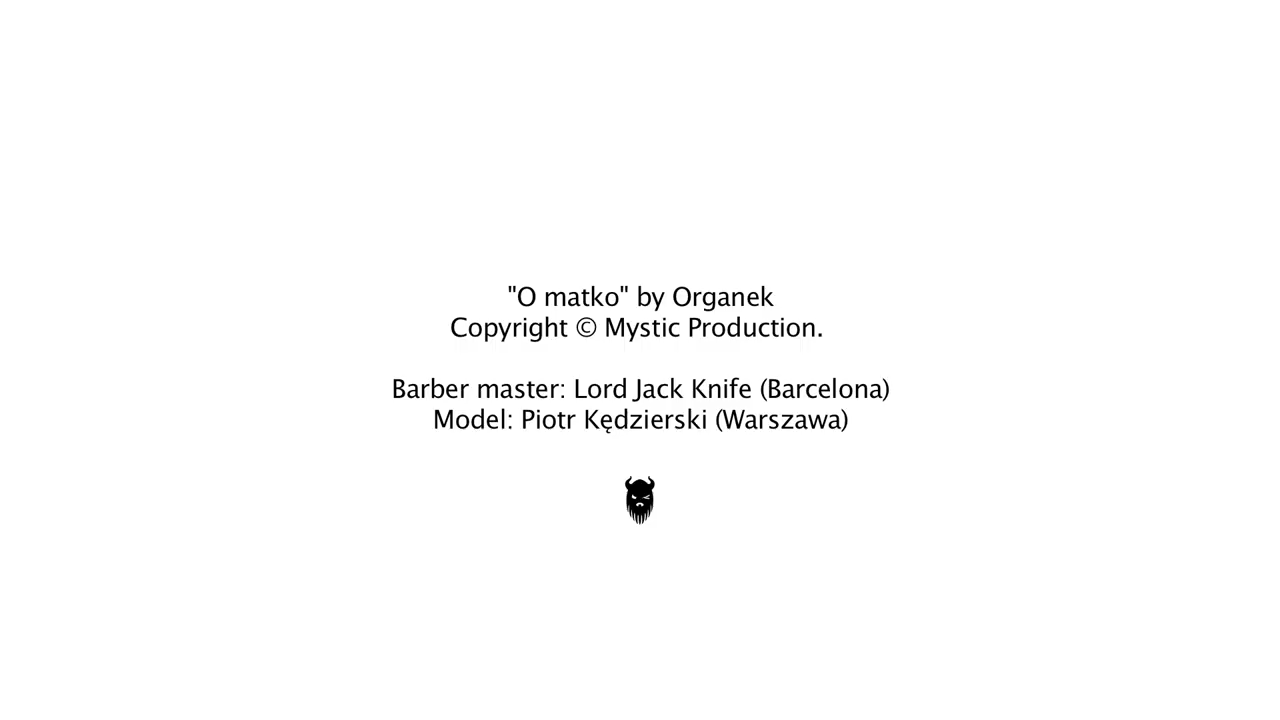 "O matko" by Organek
Copyright © Mystic Production.
Barber master: Lord Jack Knife (Barcelona)
Model: Piotr Kędzierski (Warszawa)